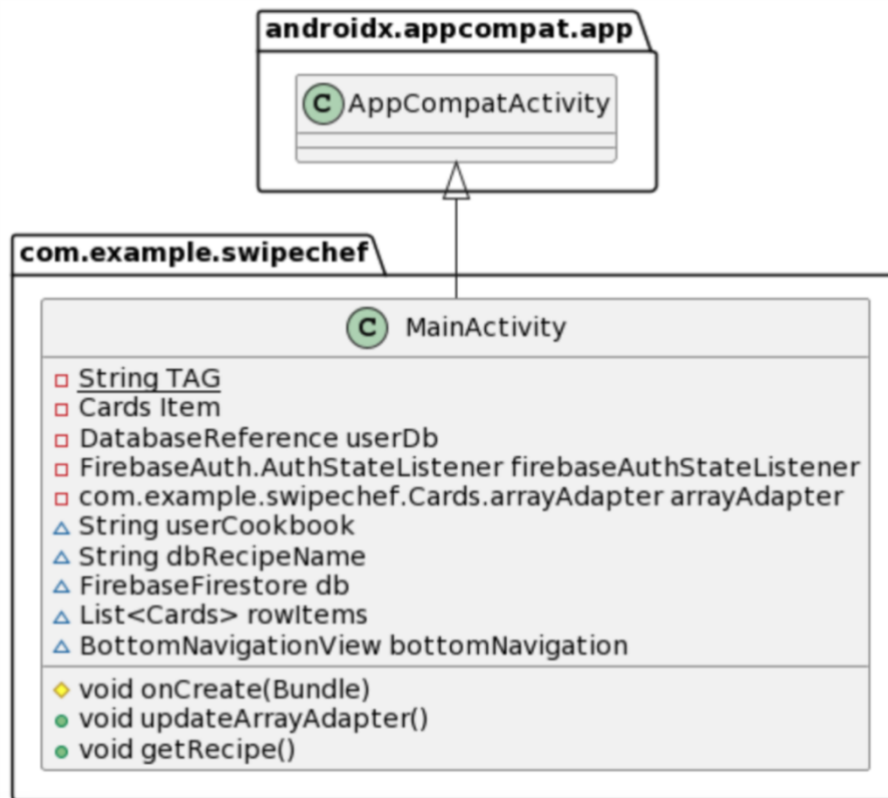 androidx.appcompat.app
C AppCompatActivity
com.example.swipechef
C MainActivity
String TAG
Cards Item
DatabaseReference userDb
FirebaseAuth.AuthStateListener firebaseAuthStateListener
com.example.swipechef.Cards.arrayAdapter arrayAdapter
String userCookbook
String dbRecipeName
FirebaseFirestore db
List<Cards> rowItems
BottomNavigationView bottomNavigation
void onCreate(Bundle)
void updateArrayAdapter()
void getRecipe()